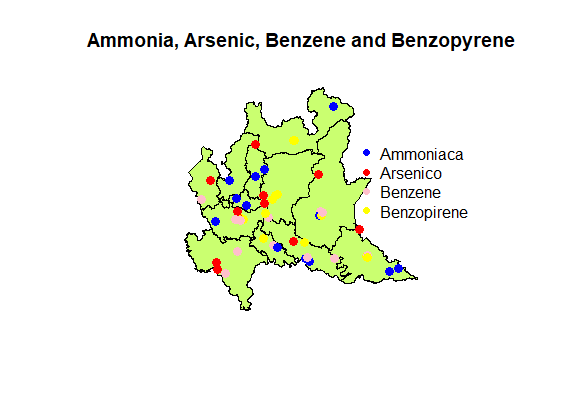 Ammonia, Arsenic, Benzene and Benzopyrene
Ammoniaca
Arsenico
Benzene
Benzopirene